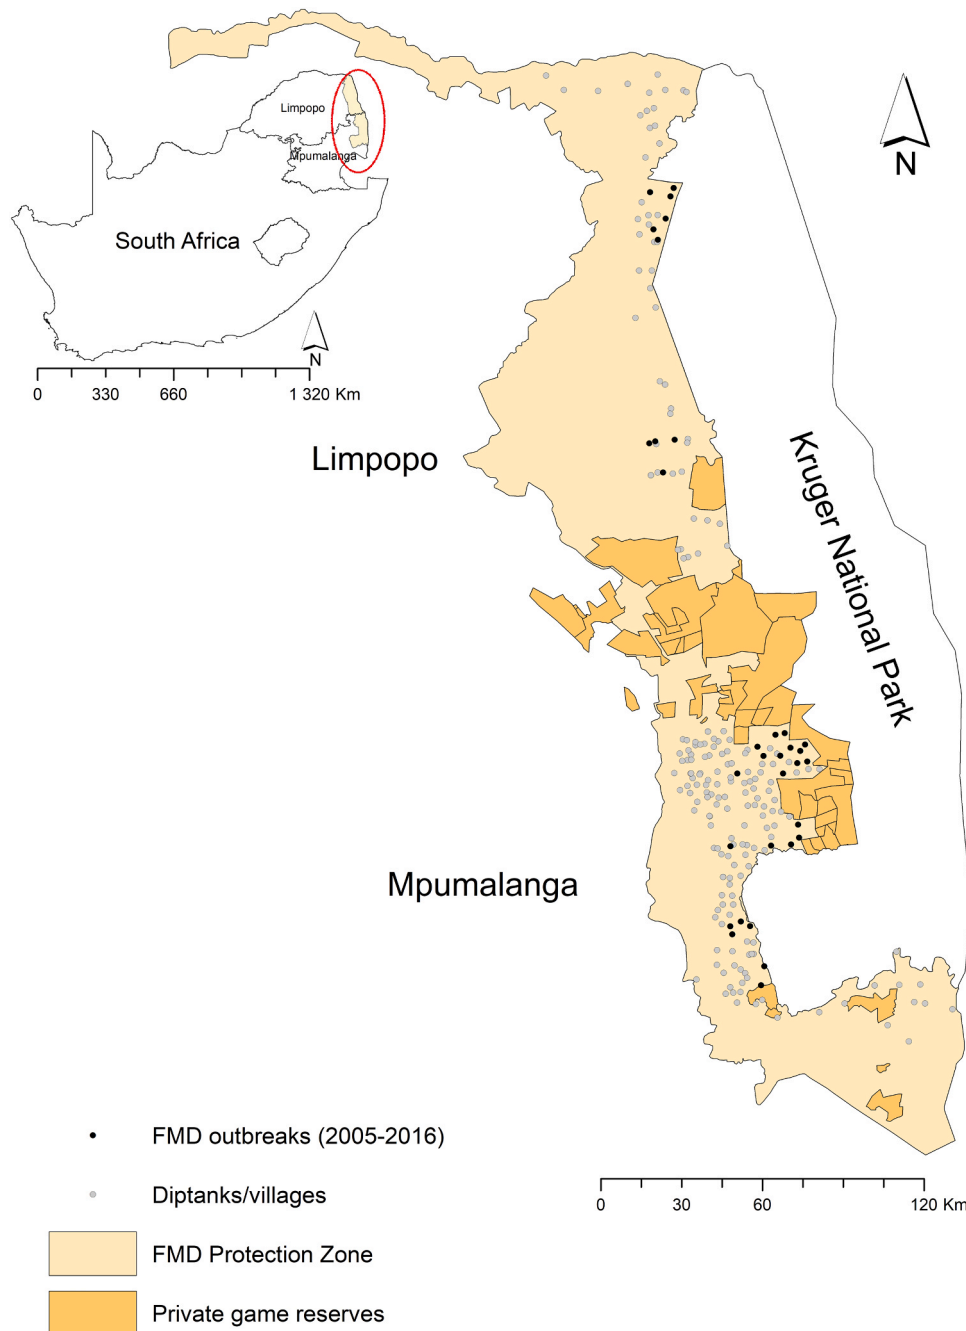 Limpopo
Mpumalanga
N
South Africa
N
0 330 660 1 320 Km
Limpopo
Kruger National Park
Mpumalanga
FMD outbreaks (2005-2016)
Diptanks/villages
0 30 60 120 Km
FMD Protection Zone
Private game reserves